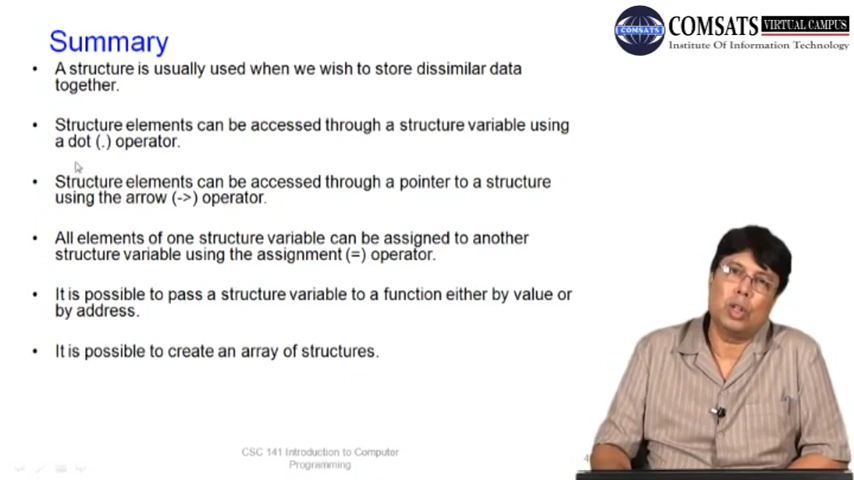 Summary
COMSATS VIRTUAL CAMPUS
Institute Of Information Technology
• A structure is usually used when we wish to store dissimilar data
together.
• Structure elements can be accessed through a structure variable using
a dot (.) operator.
• Structure elements can be accessed through a pointer to a structure
using the arrow (->) operator.
• All elements of one structure variable can be assigned to another
structure variable using the assignment (=) operator.
• It is possible to pass a structure variable to a function either by value or
by address.
• It is possible to create an array of structures.
CSC 141 Introduction to Computer
Programming